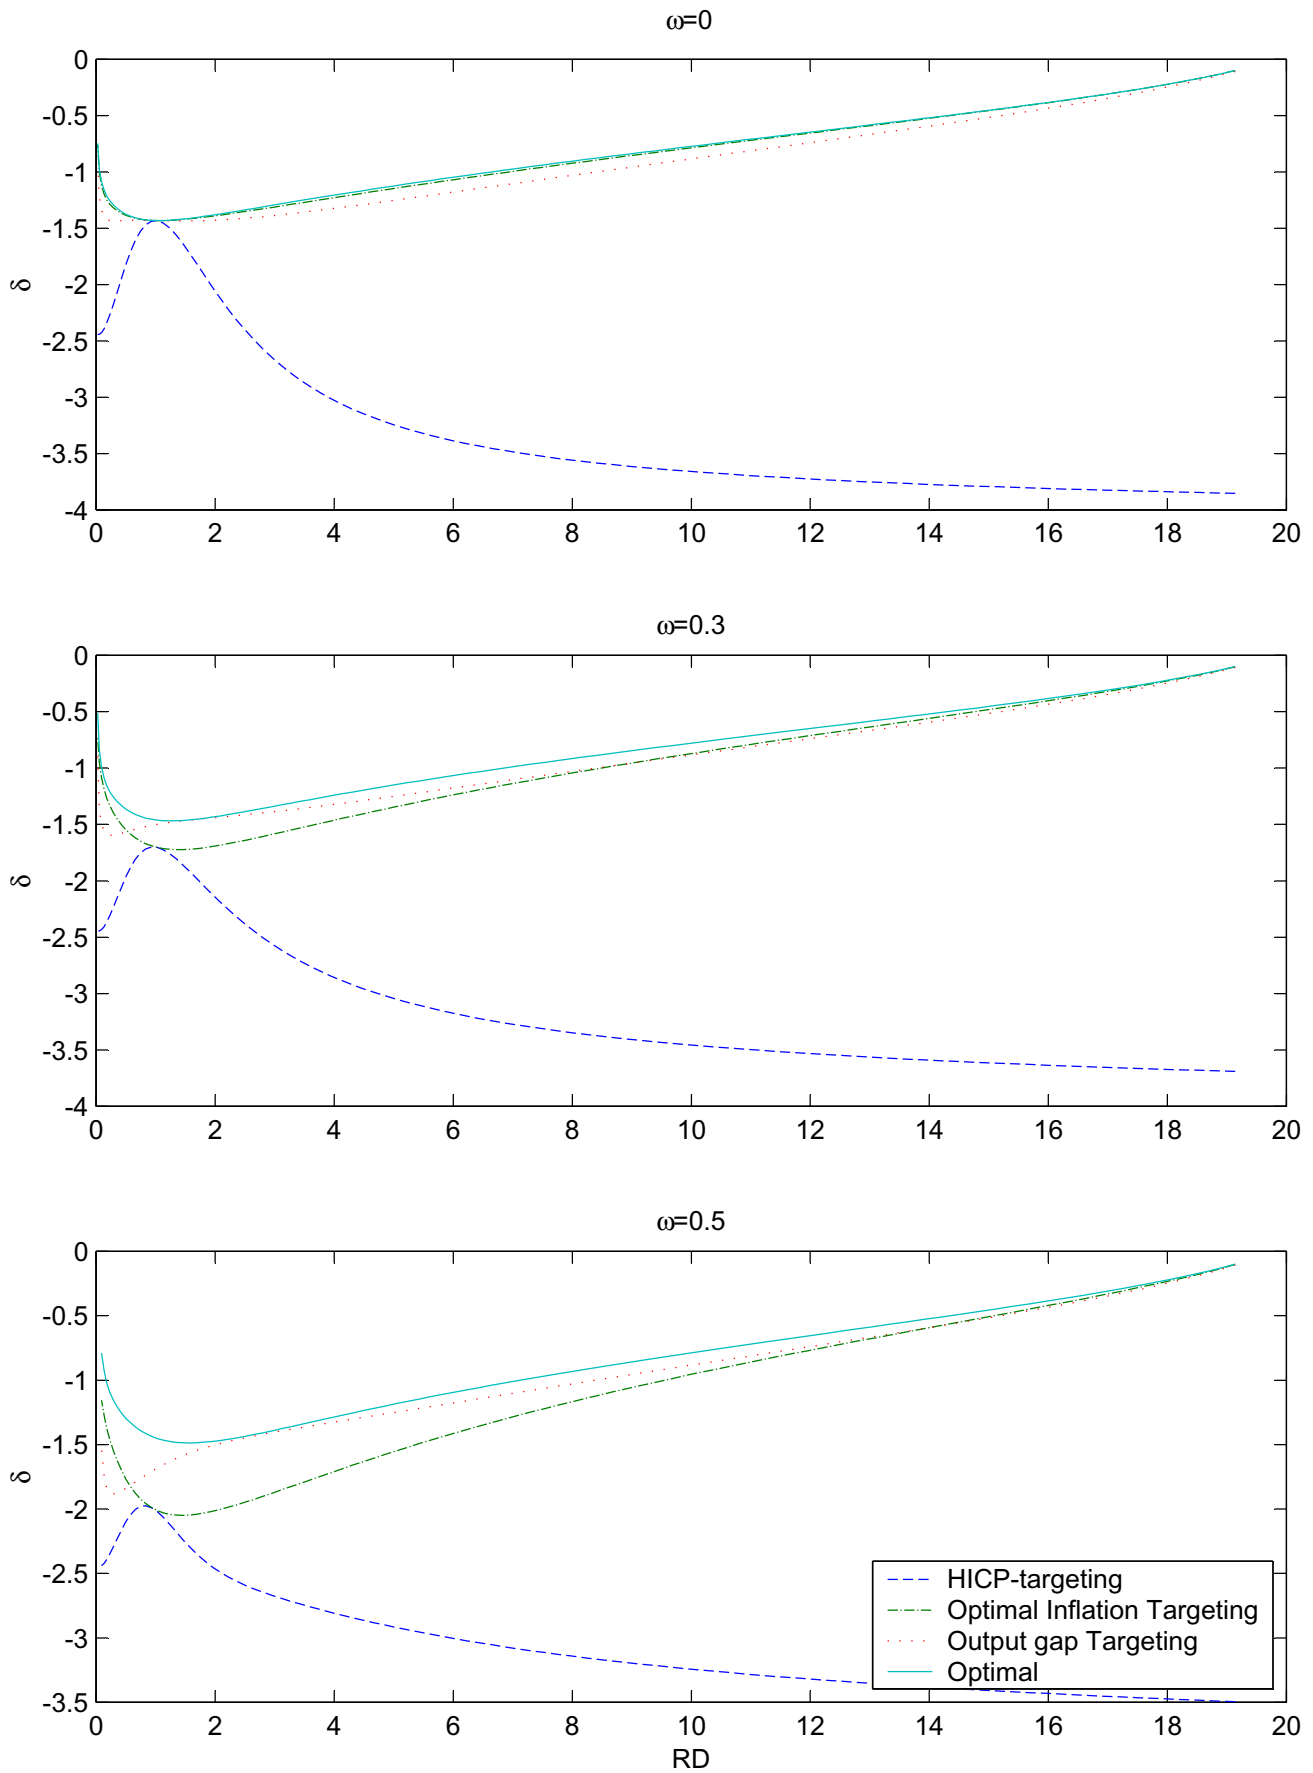 ω=0
0
-0.5
-1
-1.5
-2
-2.5
-3
-3.5
-4
δ
0 2 4 6 8 10 12 14 16 18 20
ω=0.3
0
-0.5
-1
-1.5
-2
-2.5
-3
-3.5
-4
δ
0 2 4 6 8 10 12 14 16 18 20
ω=0.5
0
-0.5
-1
-1.5
-2
-2.5
-3
-3.5
δ
HICP-targeting
Optimal Inflation Targeting
Output gap Targeting
Optimal
0 2 4 6 8 10 12 14 16 18 20
RD